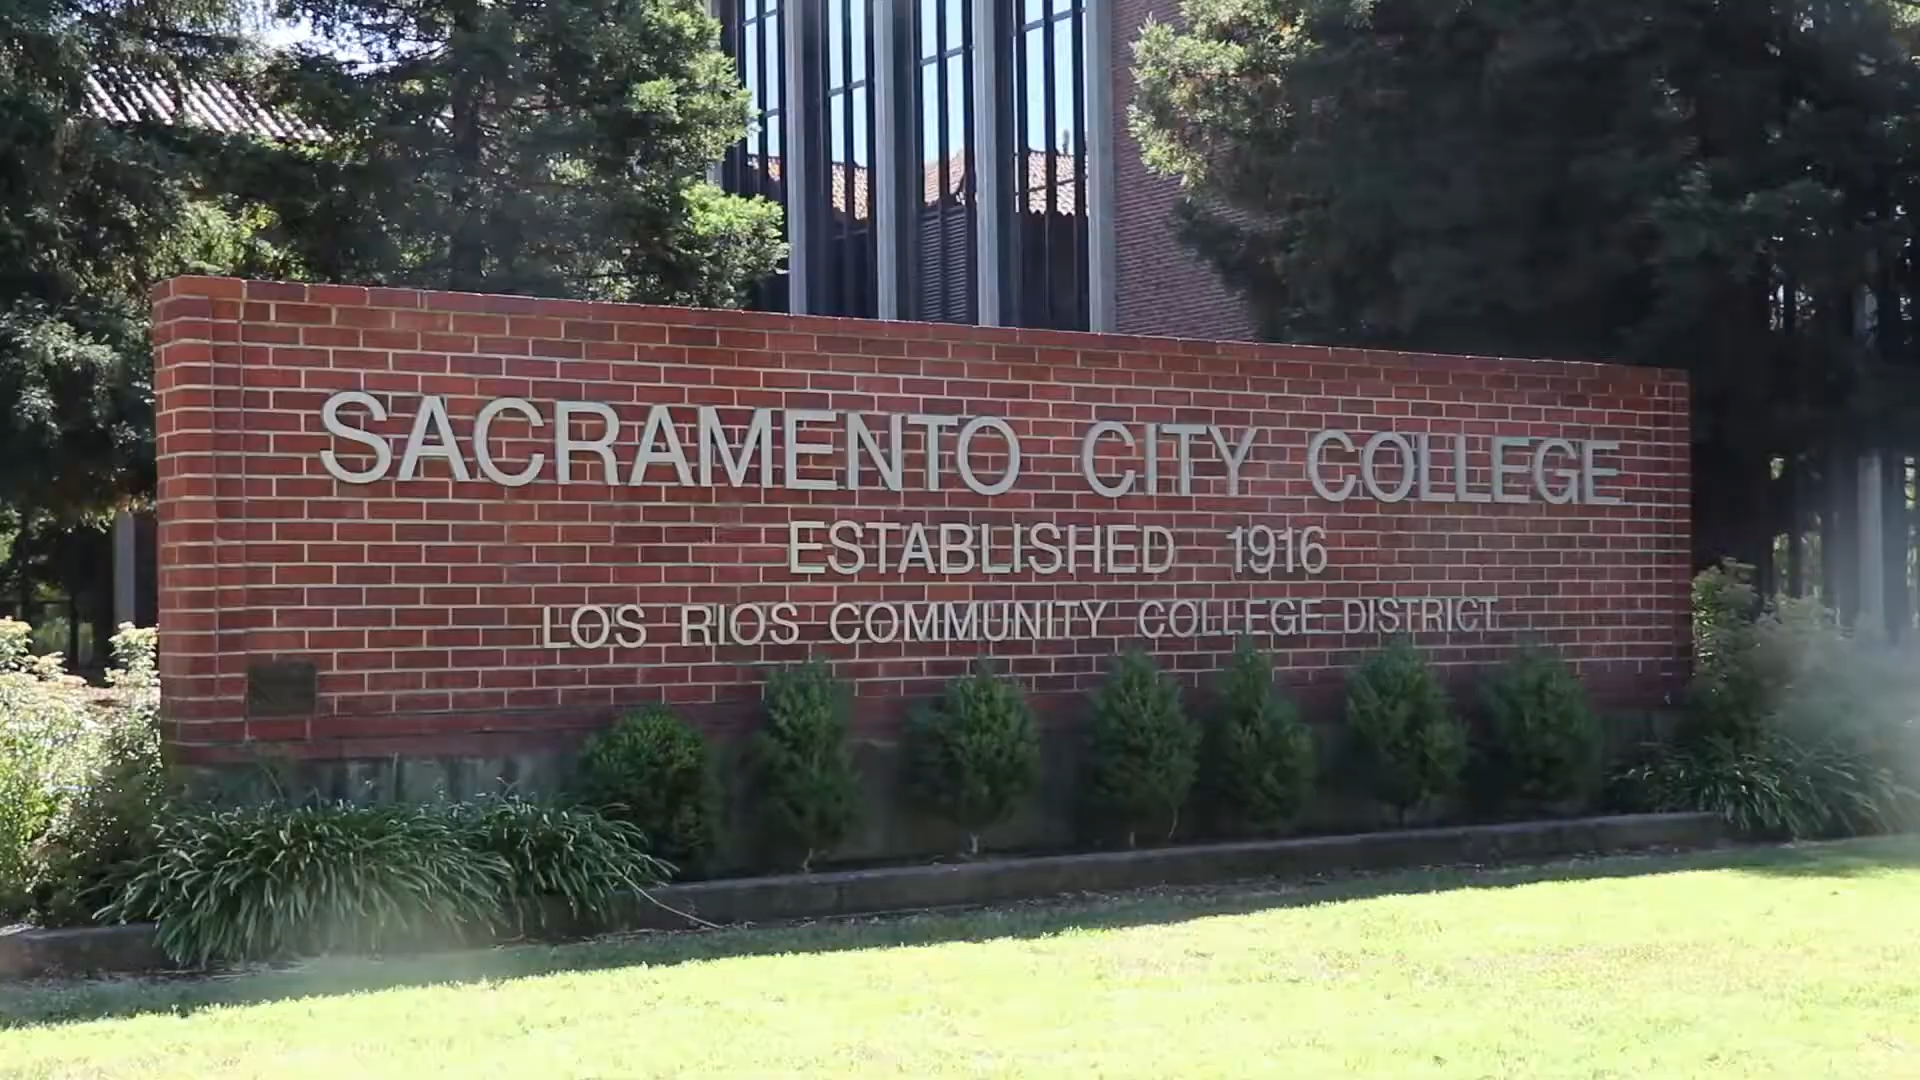 SACRAMENTO CITY COLLEGE
ESTABLISHED 1916
LOS RIOS COMMUNITY COLLEGE DISTRICT